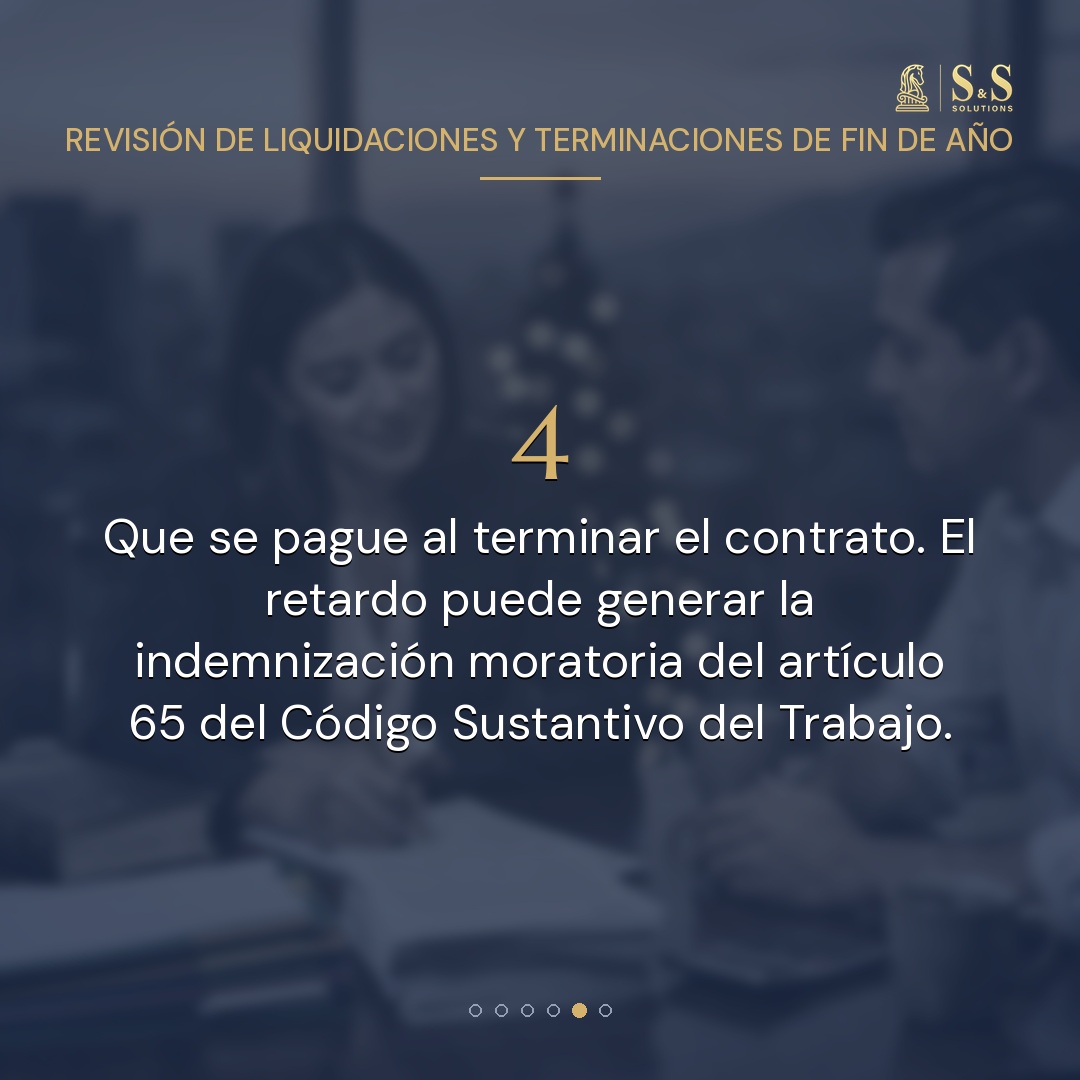 S&S
SOLUTIONS
REVISIÓN DE LIQUIDACIONES Y TERMINACIONES DE FIN DE AÑO
4
Que se pague al terminar el contrato. El
retardo puede generar la
indemnización moratoria del artículo
65 del Código Sustantivo del Trabajo.